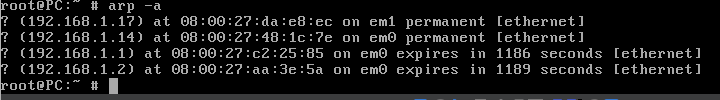 root@PC:~ # arp -a
? (192.168.1.17) at 08:00:27:da:e8:ec on em1 permanent [ethernet]
? (192.168.1.14) at 08:00:27:48:1c:7e on em0 permanent [ethernet]
? (192.168.1.1) at 08:00:27:c2:25:85 on em0 expires in 1186 seconds [ethernet]
? (192.168.1.2) at 08:00:27:aa:3e:5a on em0 expires in 1189 seconds [ethernet]
root@PC:~ #